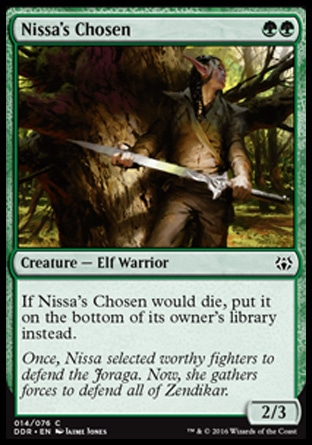 Nissa's Chosen
Creature — Elf Warrior
If Nissa's Chosen would die, put it
on the bottom of its owner's library
instead.
Once, Nissa selected worthy fighters to
defend the Joraga. Now, she gathers
forces to defend all of Zendikar.
2/3
014/076 C
DDR • EN Jaime Jones
™ & © 2016 Wizards of the Coast